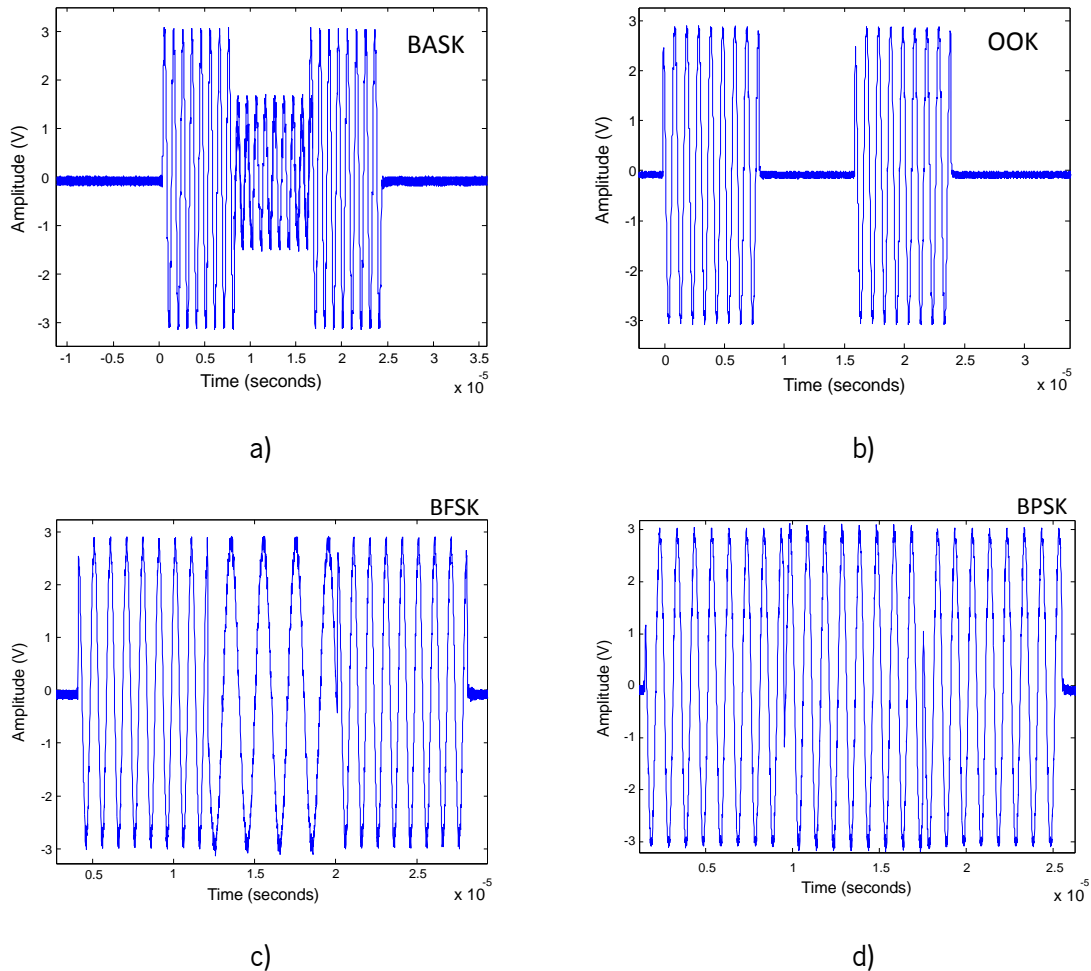 BASK
3
2
1
0
-1
-2
-3
Amplitude (V)
-1 -0.5 0 0.5 1 1.5 2 2.5 3 3.5
Time (seconds)
x 10^-5
a)
OOK
3
2
1
0
-1
-2
-3
Amplitude (V)
0 0.5 1 1.5 2 2.5 3
Time (seconds)
x 10^-5
b)
BFSK
3
2
1
0
-1
-2
-3
Amplitude (V)
0.5 1 1.5 2 2.5
Time (seconds)
x 10^-5
c)
BPSK
3
2
1
0
-1
-2
-3
Amplitude (V)
0.5 1 1.5 2 2.5
Time (seconds)
x 10^-5
d)